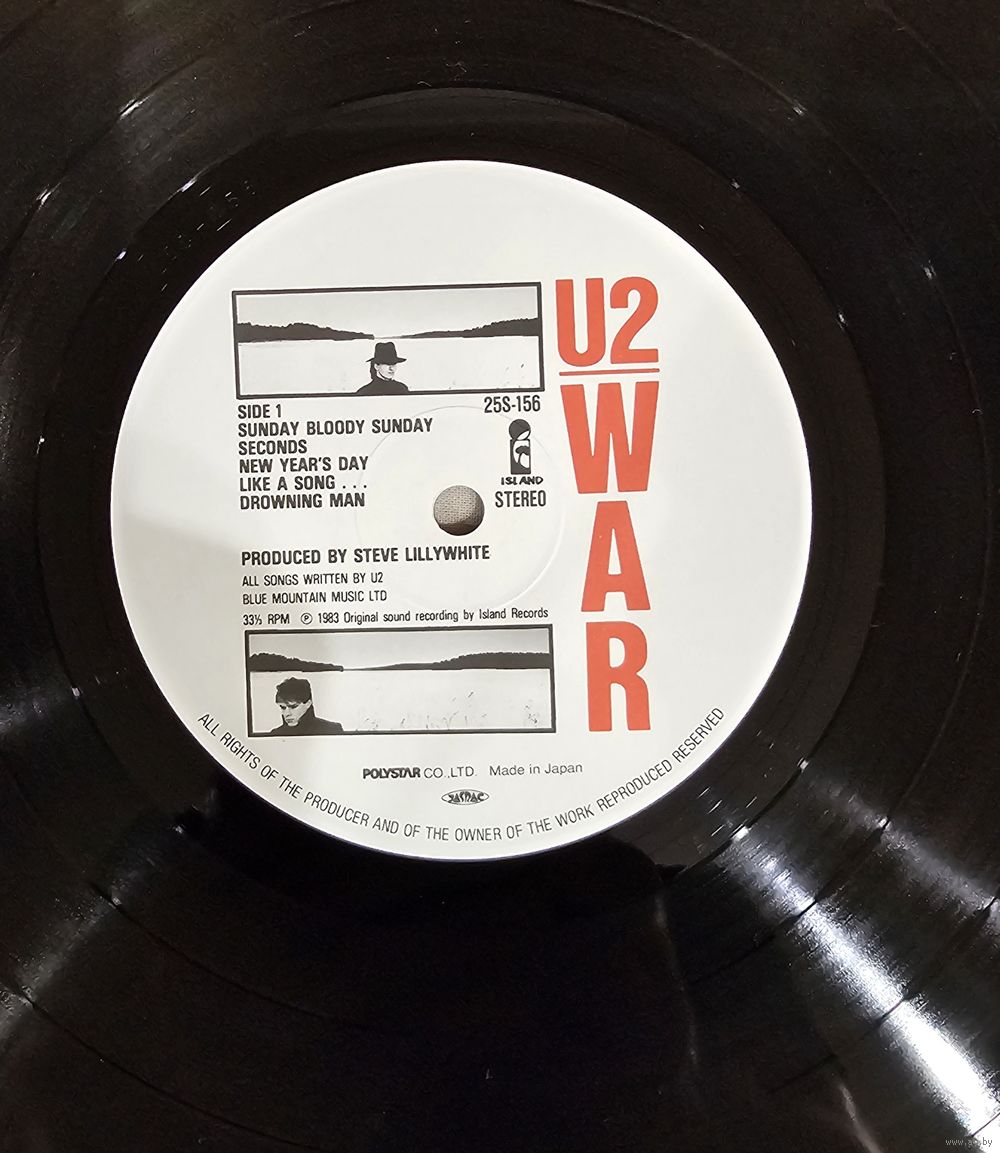 U2
WAR
SIDE 1
25S-156
SUNDAY BLOODY SUNDAY
SECONDS
NEW YEAR'S DAY
LIKE A SONG . . .
DROWNING MAN
ISLAND
STEREO
PRODUCED BY STEVE LILLYWHITE
ALL SONGS WRITTEN BY U2
BLUE MOUNTAIN MUSIC LTD
33⅓ RPM Ⓟ 1983 Original sound recording by Island Records
POLYSTAR CO.,LTD. Made in Japan
JASRAC
ALL RIGHTS OF THE PRODUCER AND OF THE OWNER OF THE WORK REPRODUCED RESERVED